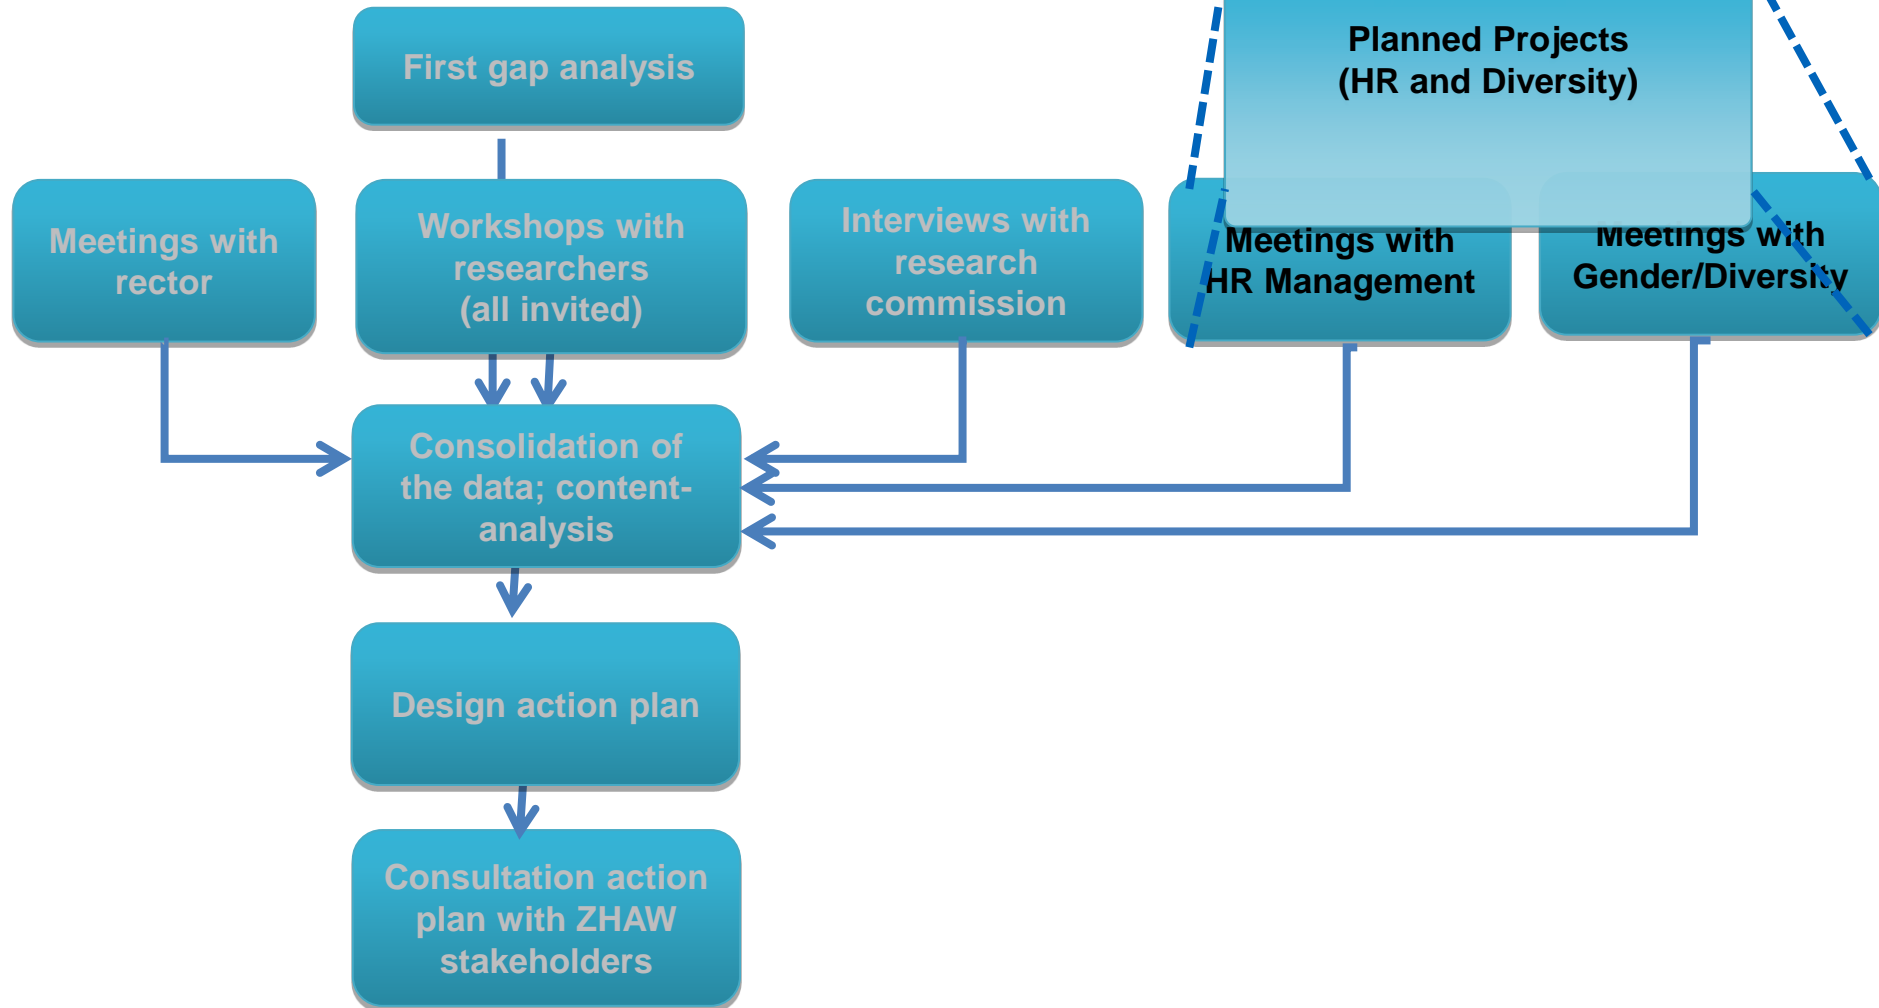 First gap analysis
Planned Projects
(HR and Diversity)
Meetings with
rector
Workshops with
researchers
(all invited)
Interviews with
research
commission
Meetings with
HR Management
Meetings with
Gender/Diversity
Consolidation of
the data; content-
analysis
Design action plan
Consultation action
plan with ZHAW
stakeholders